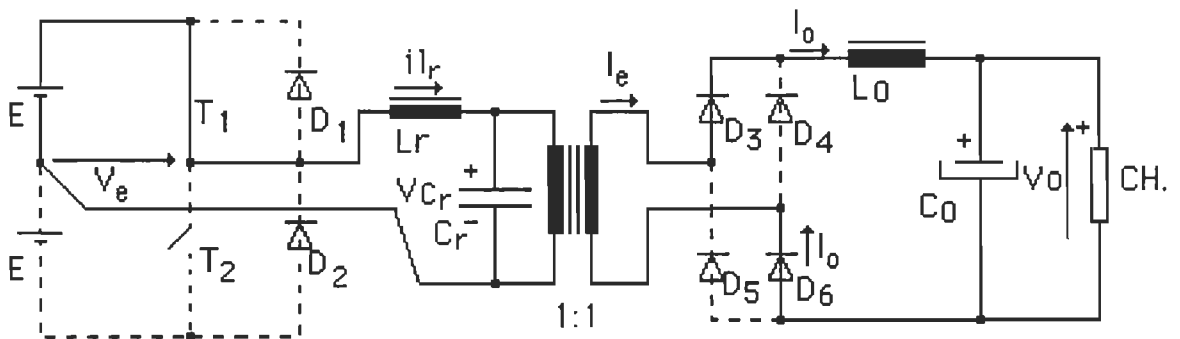 E
T1
D1
Ve
E
T2
D2
ilr
Lr
VCr
+
Cr
-
1:1
Ie
D3
D4
D5
D6
Io
Io
Lo
+
Co
Vo
+
CH.